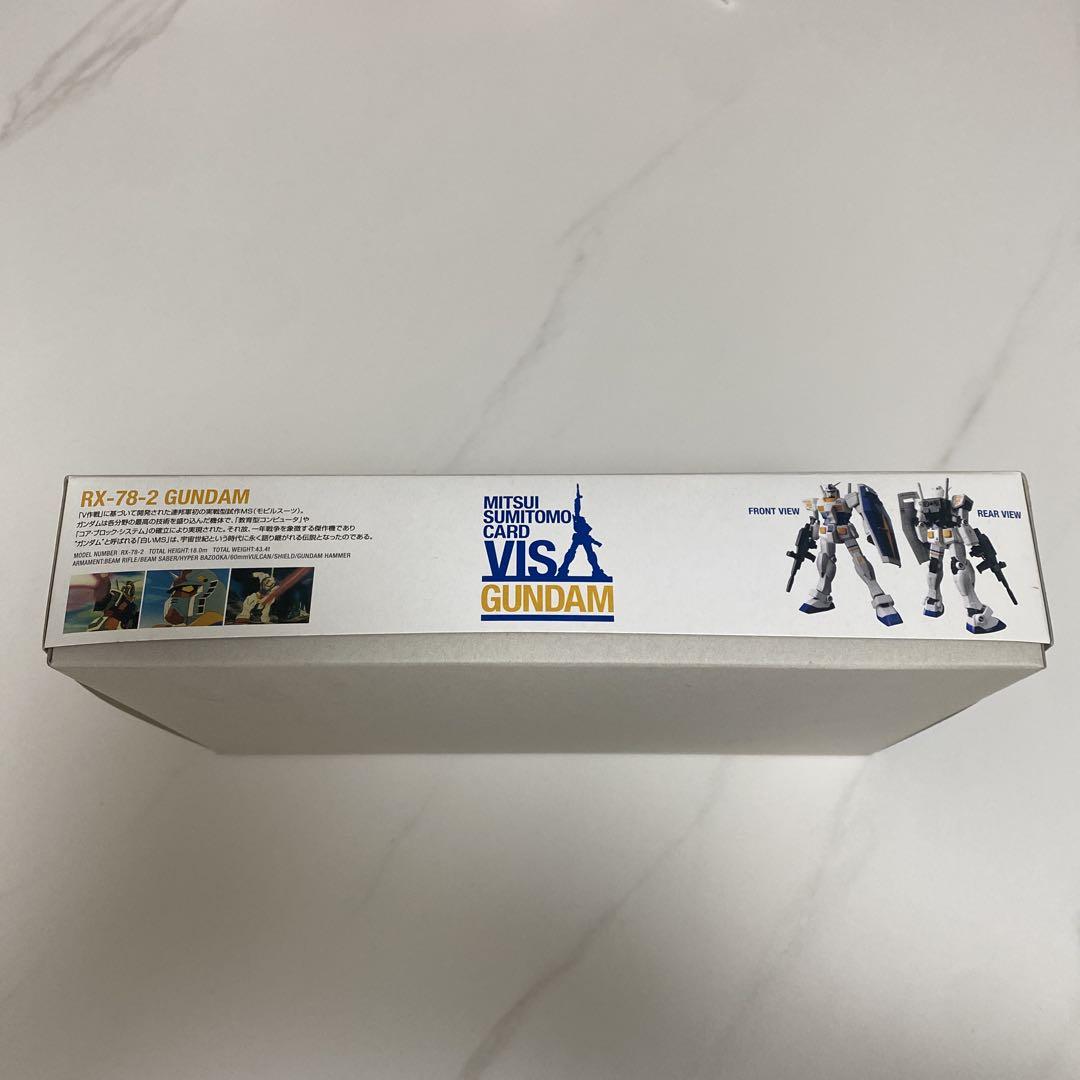 RX-78-2 GUNDAM
「V作戦」に基づいて開発された連邦軍初の実戦型試作MS(モビルスーツ)。
ガンダムは各分野の最高の技術を盛り込んだ機体で、「教育型コンピュータ」や
「コア・ブロック・システム」の確立により実現された。それ故、一年戦争を象徴する傑作機であり
"ガンダム"と呼ばれる「白いMS」は、宇宙世紀という時代に永く語り継がれる伝説となったのである。
MODEL NUMBER RX-78-2 TOTAL HEIGHT:18.0m TOTAL WEIGHT:43.4t
ARMAMENT:BEAM RIFLE/BEAM SABER/HYPER BAZOOKA/60mmVULCAN/SHIELD/GUNDAM HAMMER
MITSUI
SUMITOMO
CARD
VISA
GUNDAM
FRONT VIEW
REAR VIEW